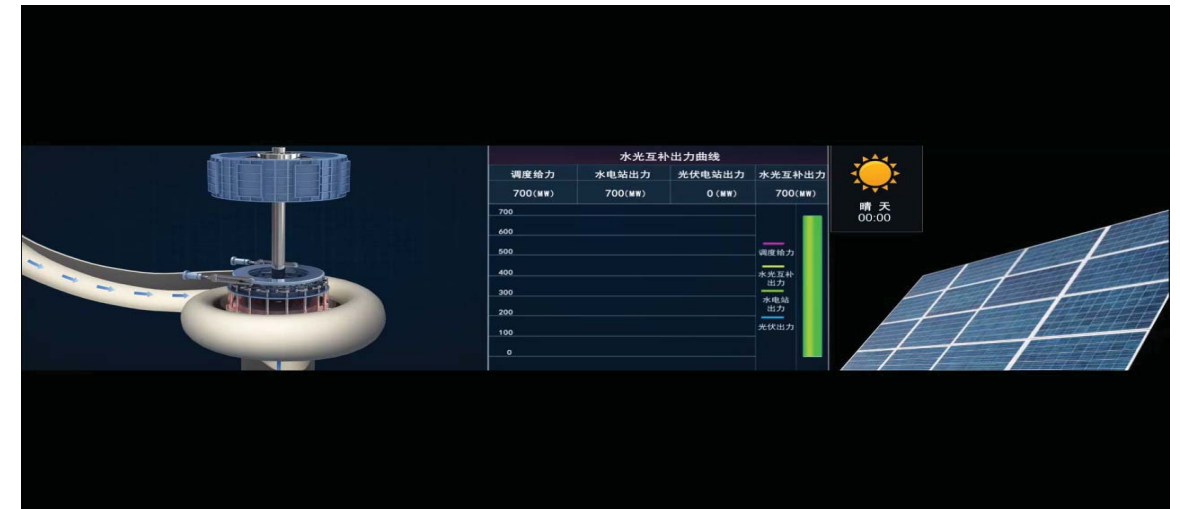 水光互补出力曲线
调度给力 水电站出力 光伏电站出力 水光互补出力
700(MW) 700(MW) 0(MW) 700(MW)
700
600
500
400
300
200
100
0
调度给力
水光互补
出力
水电站
出力
光伏出力
晴天
00:00